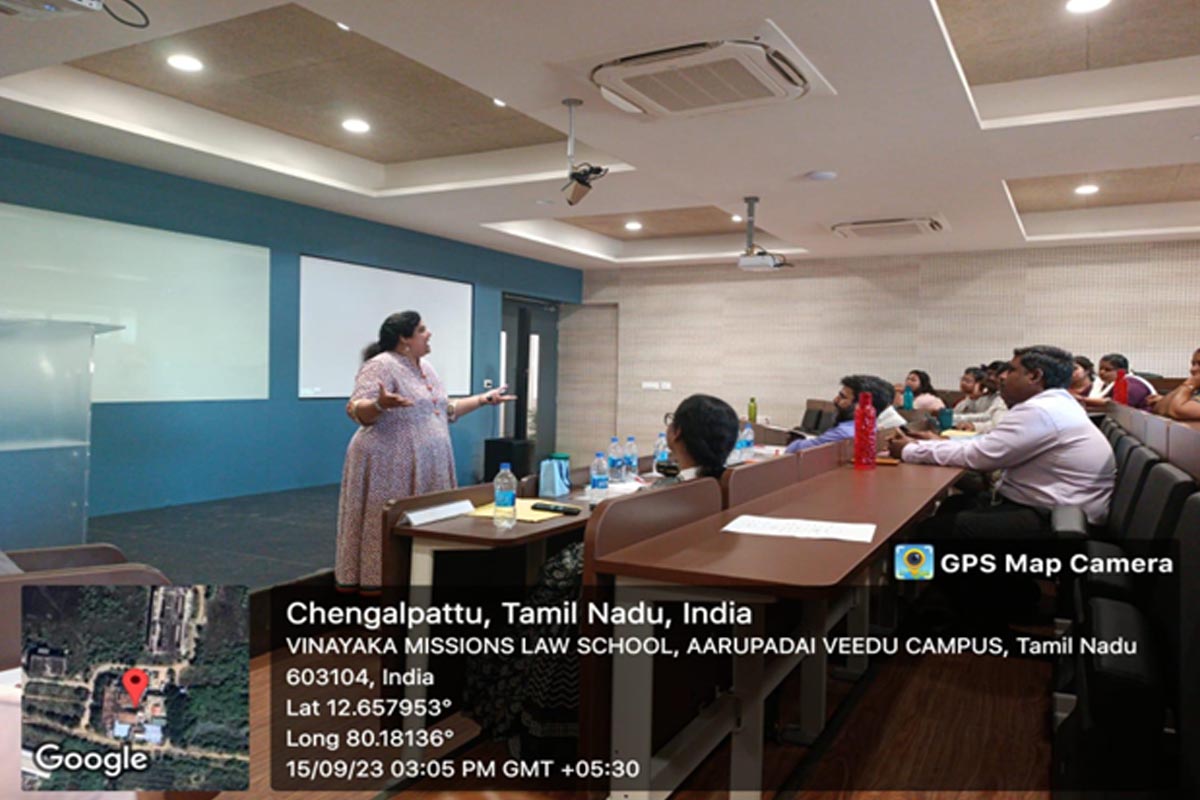 GPS Map Camera
Chengalpattu, Tamil Nadu, India
VINAYAKA MISSIONS LAW SCHOOL, AARUPADAI VEEDU CAMPUS, Tamil Nadu
603104, India
Lat 12.657953°
Long 80.18136°
15/09/23 03:05 PM GMT +05:30
Google